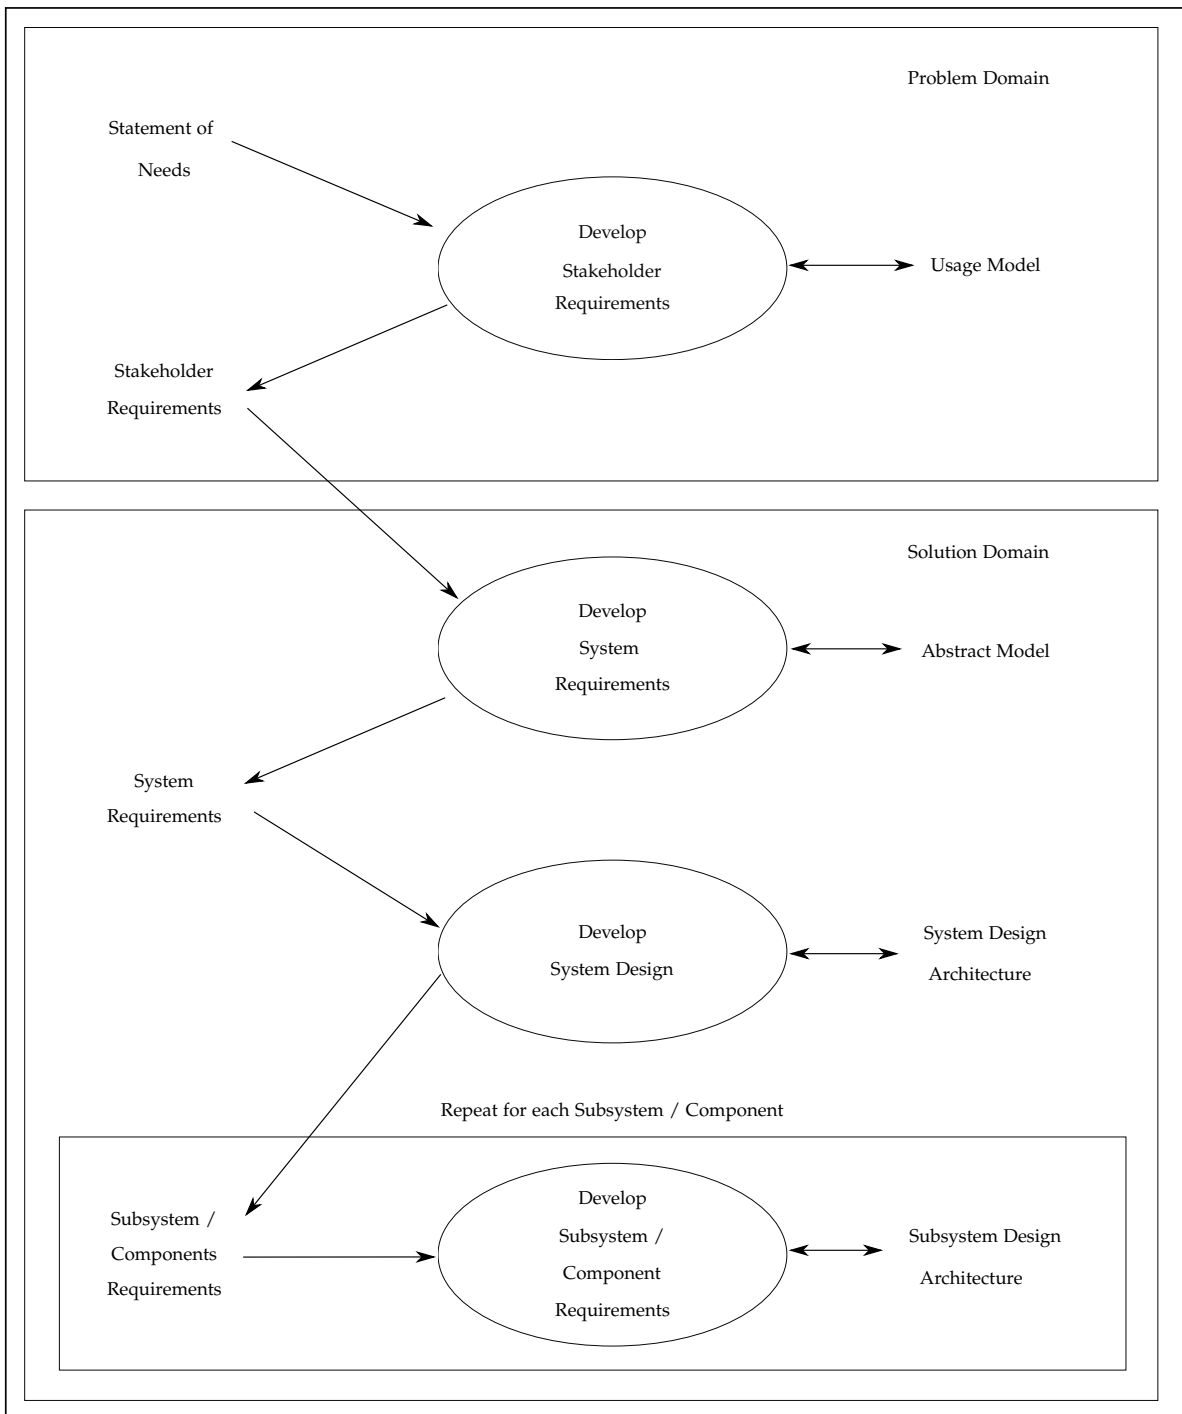 Problem Domain
Statement of
Needs
Develop
Stakeholder
Requirements
Usage Model
Stakeholder
Requirements
Solution Domain
Develop
System
Requirements
Abstract Model
System
Requirements
Develop
System Design
System Design
Architecture
Repeat for each Subsystem / Component
Subsystem /
Components
Requirements
Develop
Subsystem /
Component
Requirements
Subsystem Design
Architecture